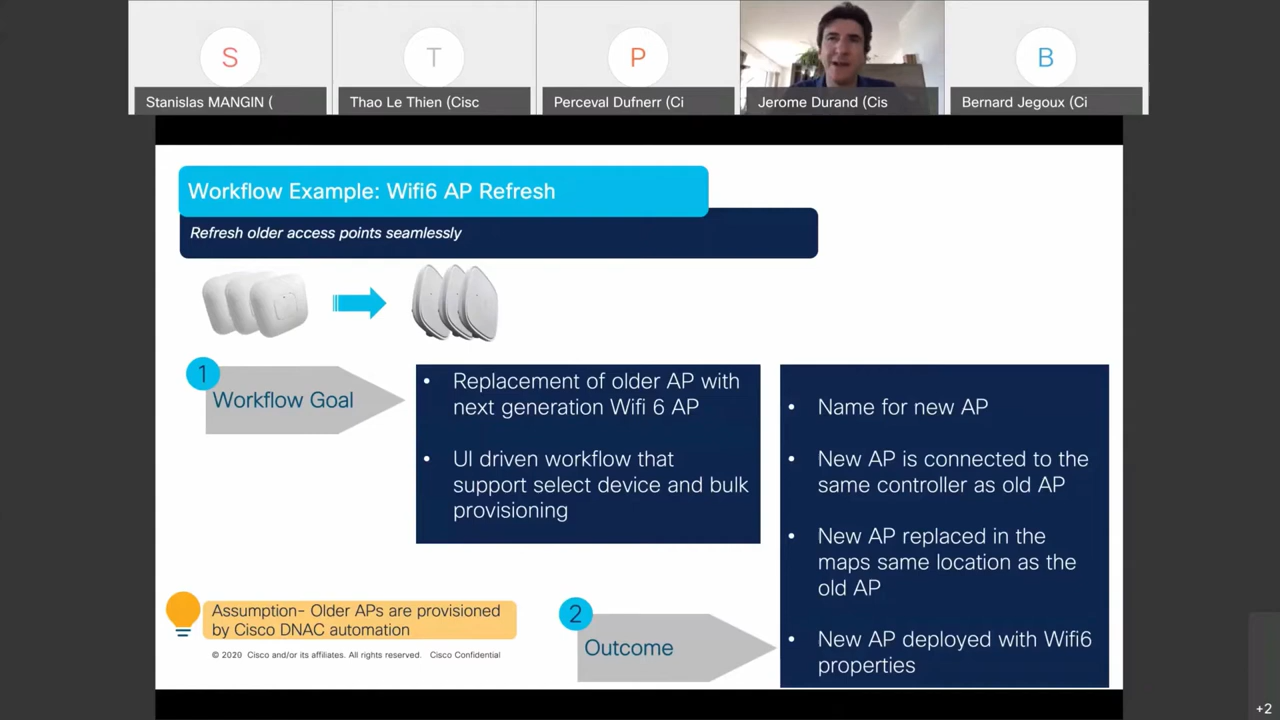 S
T
P
B
Stanislas MANGIN (
Thao Le Thien (Cisc
Perceval Dufnerr (Ci
Jerome Durand (Cis
Bernard Jegoux (Ci
Workflow Example: Wifi6 AP Refresh
Refresh older access points seamlessly
1
Workflow Goal
• Replacement of older AP with
next generation Wifi 6 AP
• UI driven workflow that
support select device and bulk
provisioning
• Name for new AP
• New AP is connected to the
same controller as old AP
• New AP replaced in the
maps same location as the
old AP
• New AP deployed with Wifi6
properties
2
Outcome
Assumption- Older APs are provisioned
by Cisco DNAC automation
© 2020 Cisco and/or its affiliates. All rights reserved. Cisco Confidential
+2